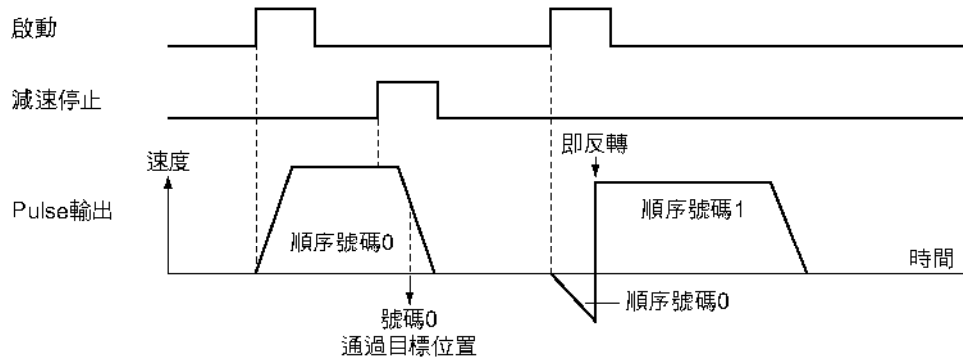 啟動
減速停止
即反轉
速度
Pulse輸出
順序號碼0
順序號碼1
時間
順序號碼0
號碼0
通過目標位置